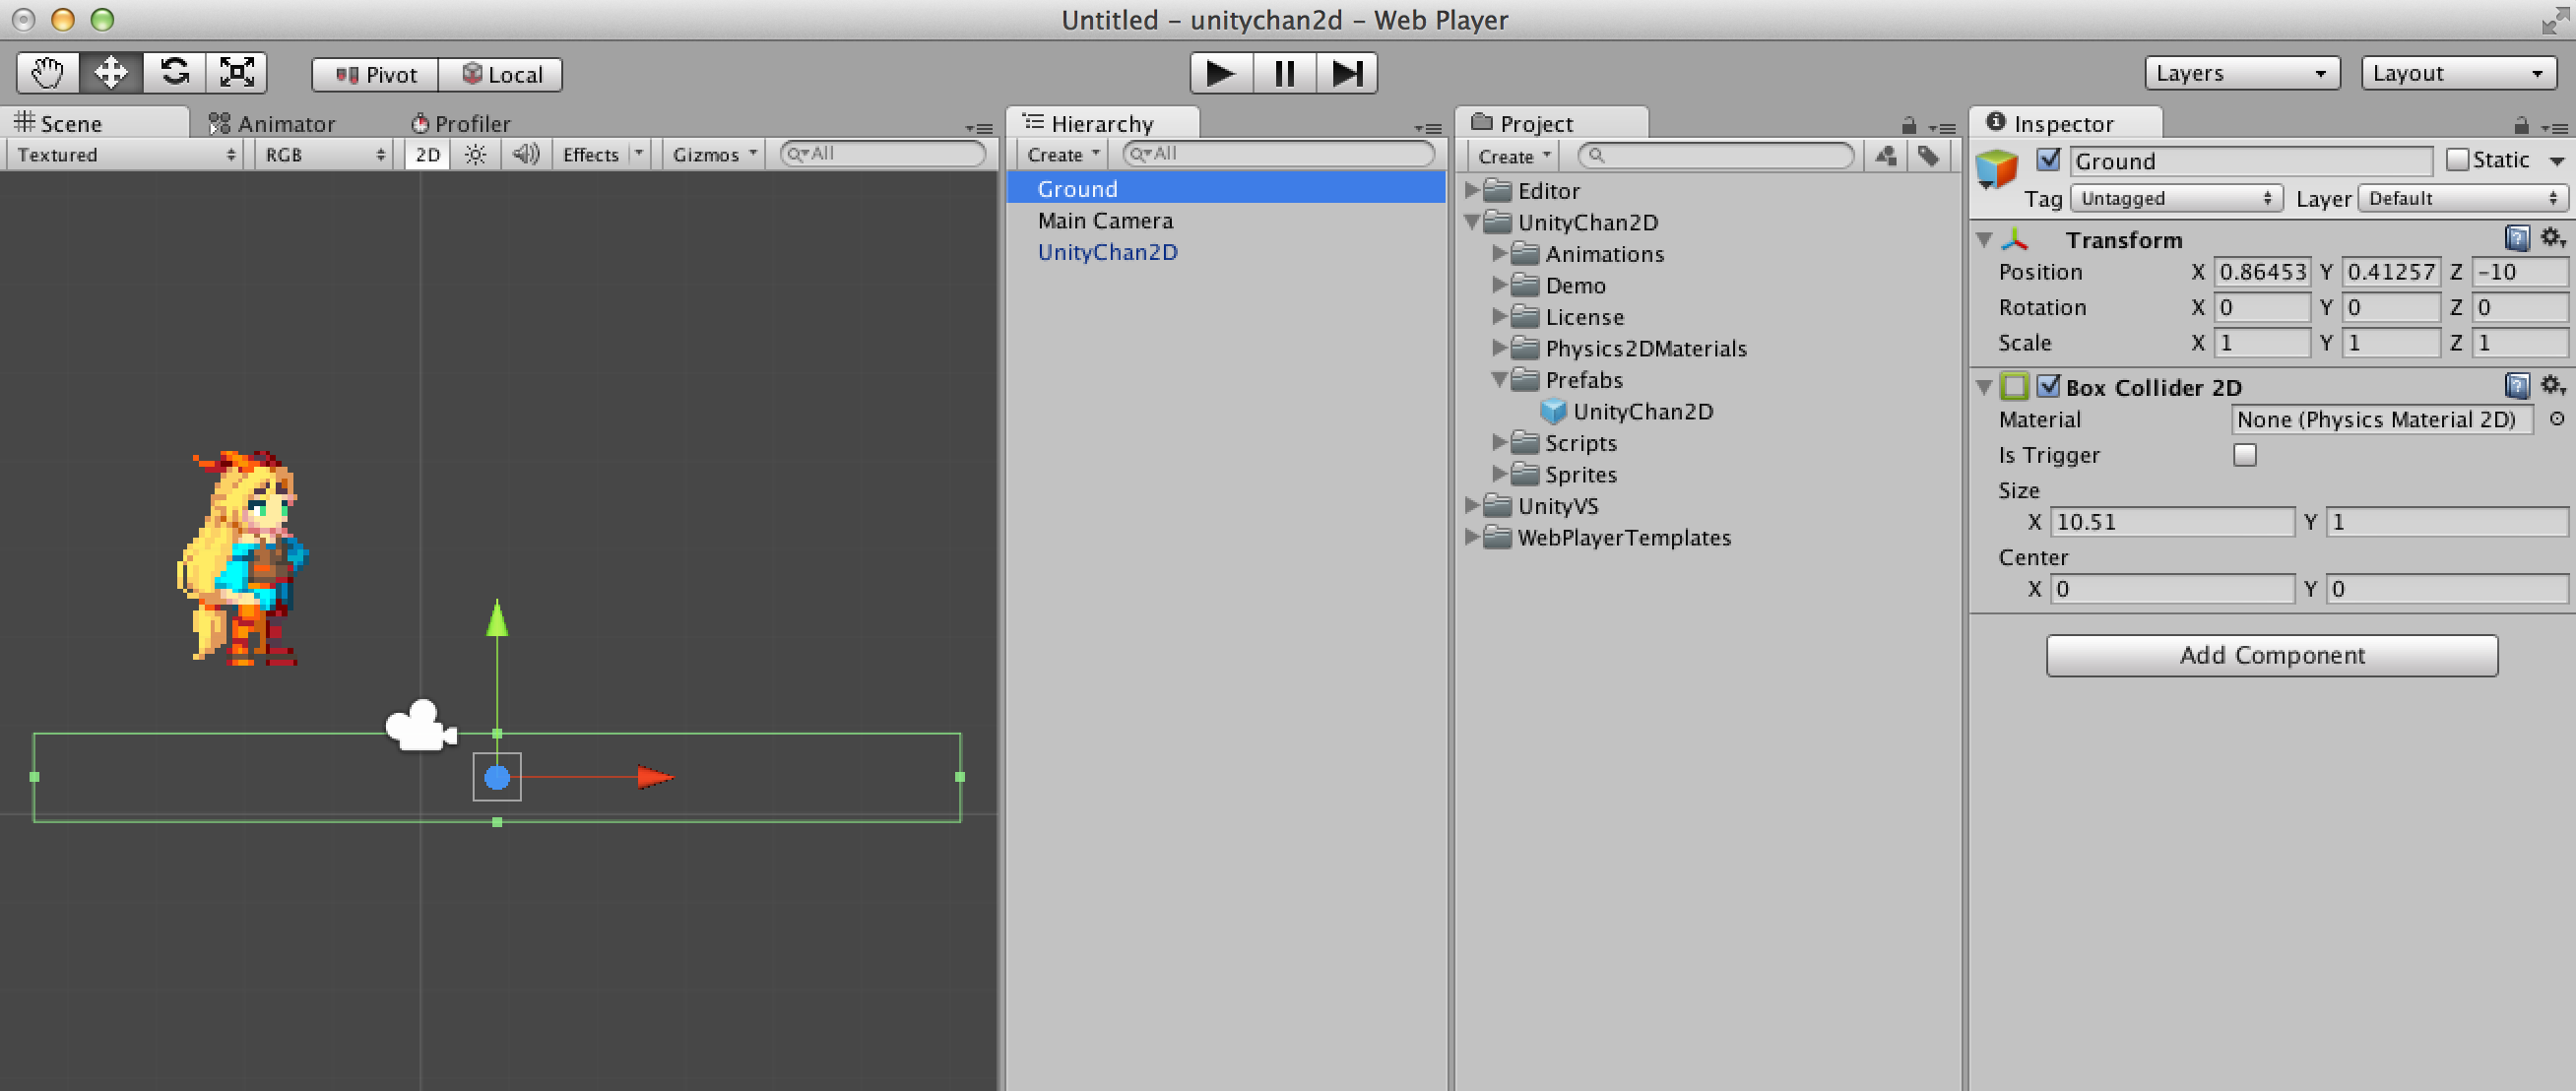 Untitled – unitychan2d – Web Player
Pivot Local Layers Layout
Scene Animator Profiler
Textured RGB 2D Effects Gizmos All
Hierarchy
Create All
Ground
Main Camera
UnityChan2D
Project
Create
Editor
UnityChan2D
Animations
Demo
License
Physics2DMaterials
Prefabs
UnityChan2D
Scripts
Sprites
UnityVS
WebPlayerTemplates
Inspector
Ground Static
Tag Untagged Layer Default
Transform
Position X 0.86453 Y 0.41257 Z -10
Rotation X 0 Y 0 Z 0
Scale X 1 Y 1 Z 1
Box Collider 2D
Material None (Physics Material 2D)
Is Trigger
Size
X 10.51 Y 1
Center
X 0 Y 0
Add Component